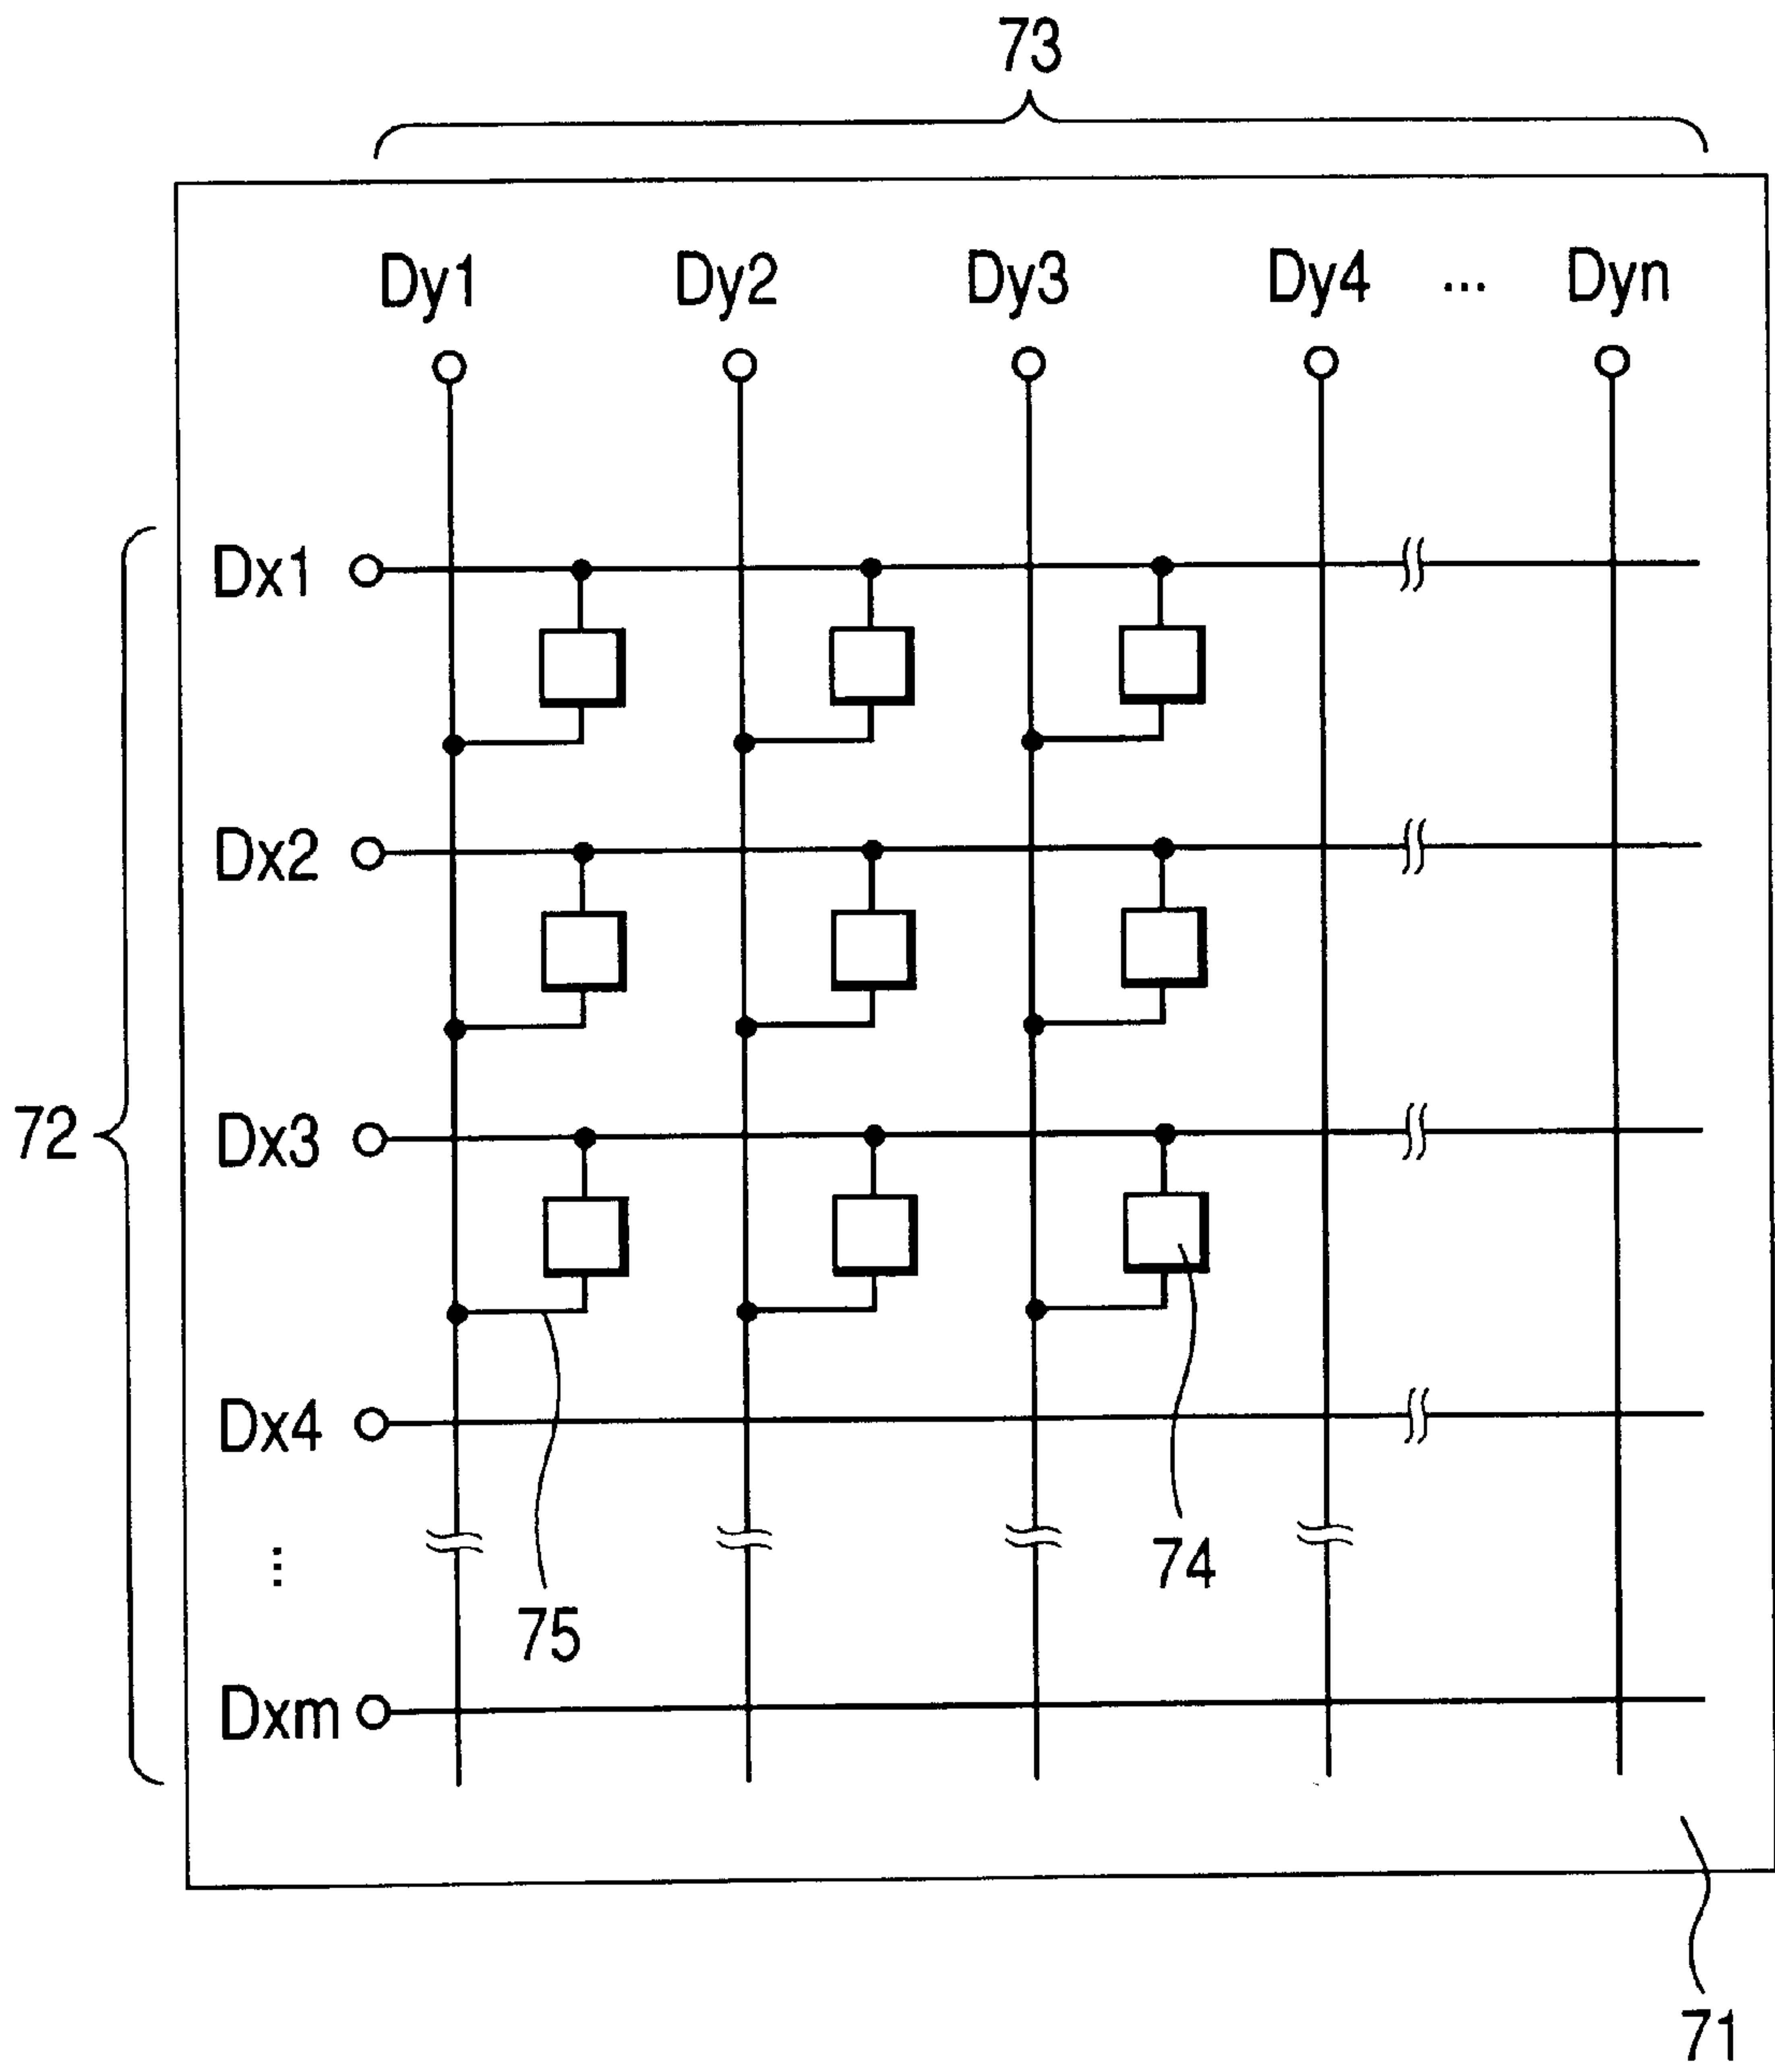 73
Dy1 Dy2 Dy3 Dy4 ... Dyn
Dx1
Dx2
72
Dx3
Dx4
74
⋮
75
Dxm
71